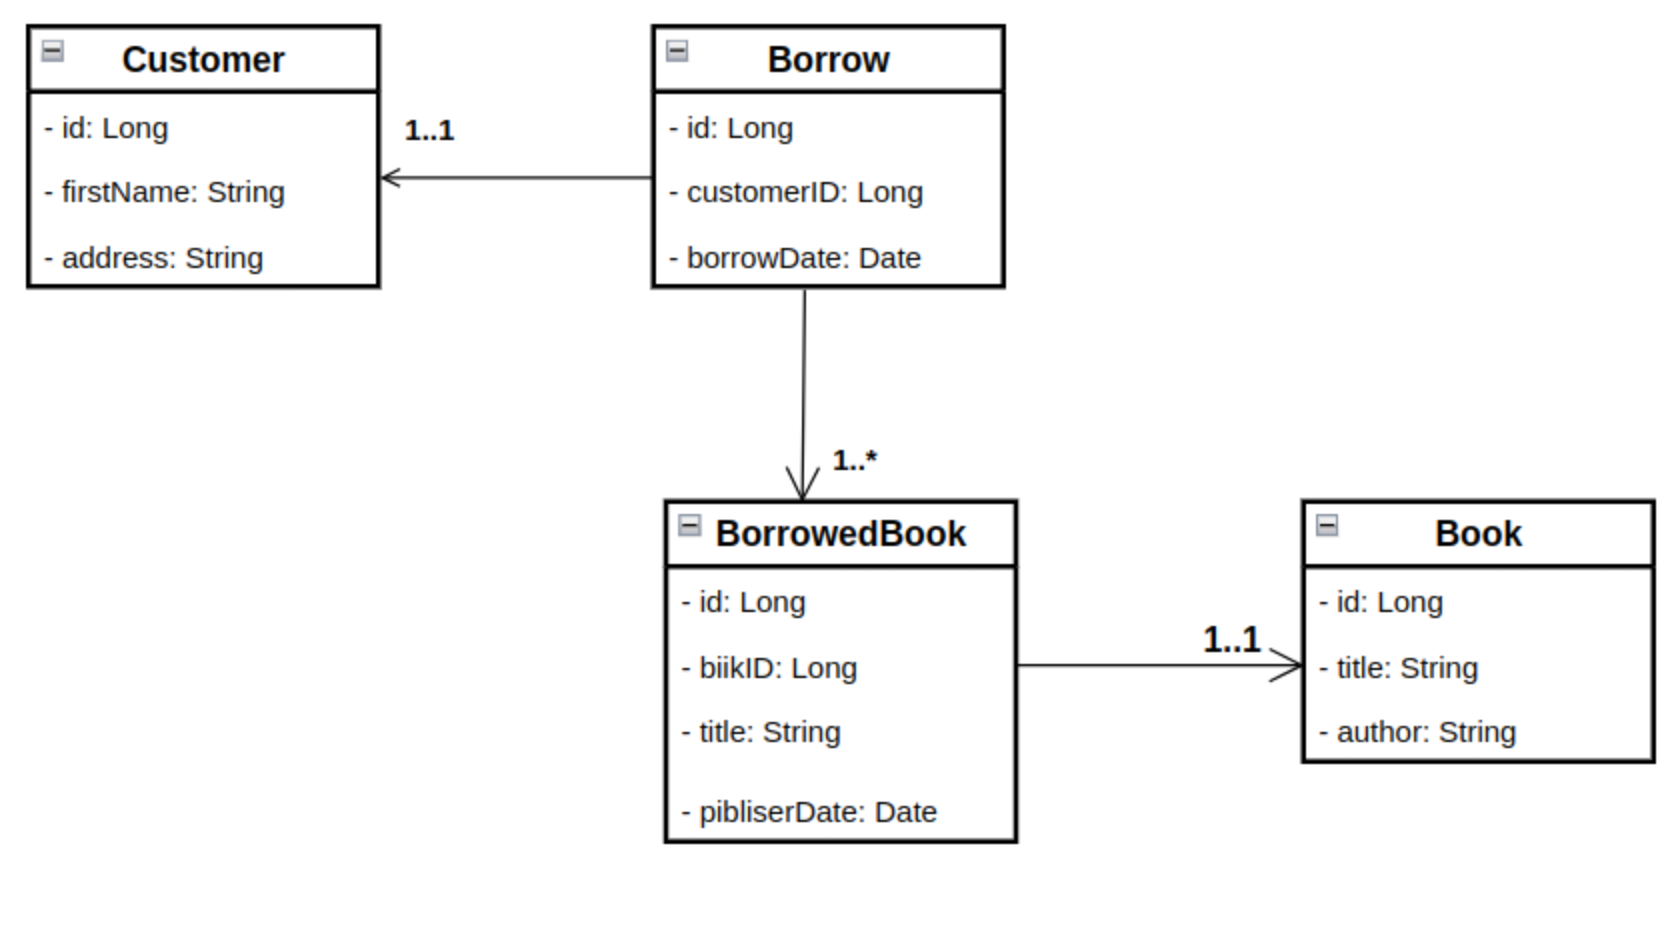 Customer
- id: Long
- firstName: String
- address: String
1..1
Borrow
- id: Long
- customerID: Long
- borrowDate: Date
1..*
BorrowedBook
- id: Long
- biikID: Long
- title: String
- pibliserDate: Date
1..1
Book
- id: Long
- title: String
- author: String